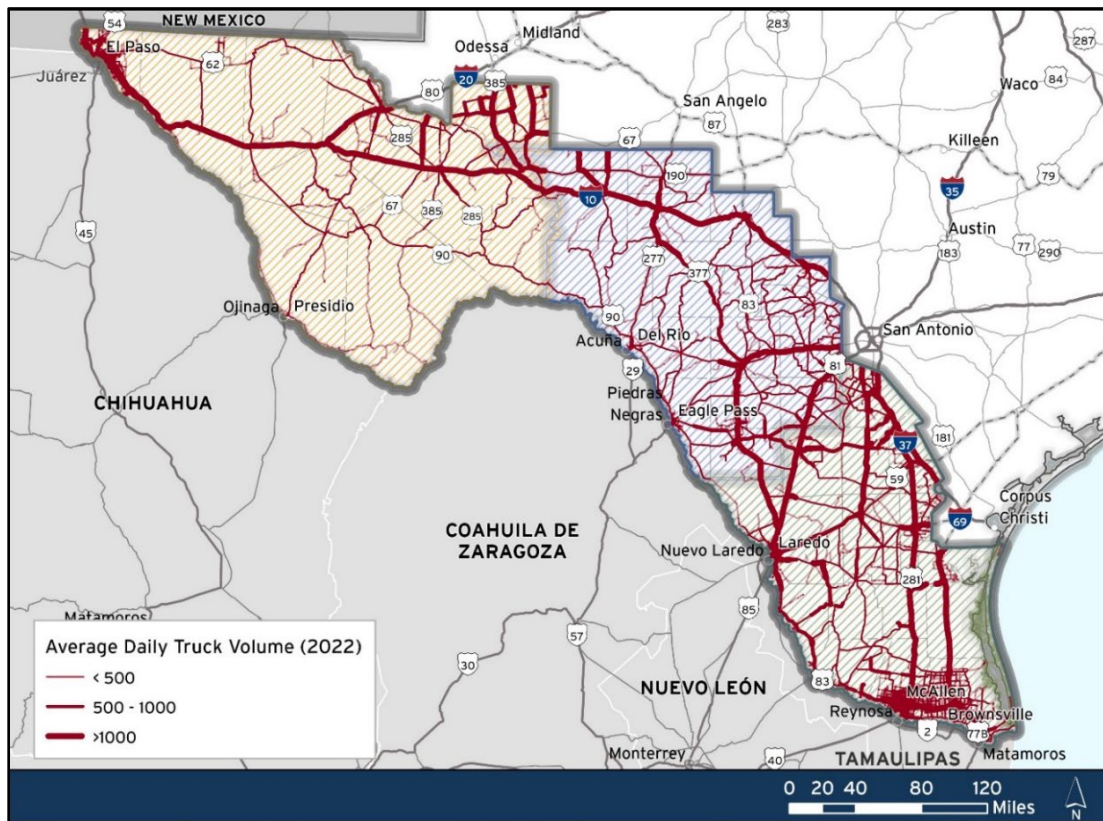 NEW MEXICO
54
El Paso
Juárez
62
Odessa
Midland
20
385
80
283
287
84
Waco
San Angelo
87
67
Killeen
285
190
79
35
10
Austin
183
77
290
67
385
285
90
45
277
377
83
Ojinaga
Presidio
90
Acuña
Del Rio
San Antonio
29
81
Piedras
Negras
Eagle Pass
CHIHUAHUA
37
181
59
Corpus
Christi
69
COAHUILA DE
ZARAGOZA
Nuevo Laredo
Laredo
281
85
Matamoros
57
30
83
NUEVO LEÓN
McAllen
Reynosa
Brownsville
2
77B
Matamoros
Monterrey
40
TAMAULIPAS
Average Daily Truck Volume (2022)
< 500
500 - 1000
>1000
0 20 40 80 120
Miles
N